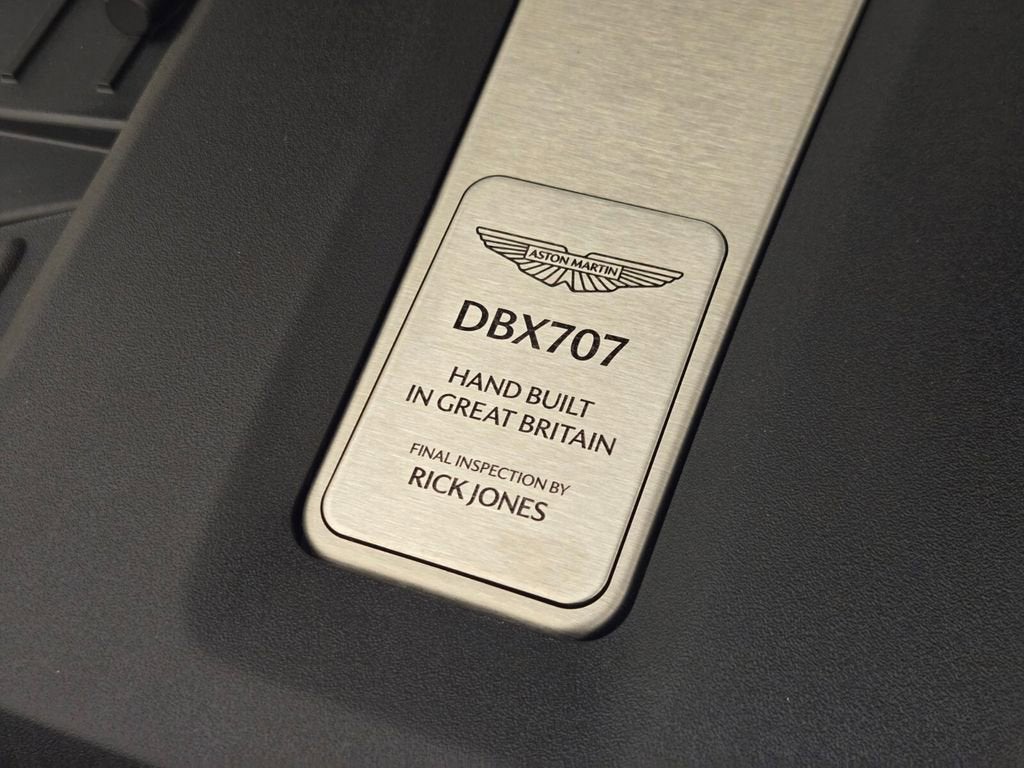 ASTON MARTIN
DBX707
HAND BUILT
IN GREAT BRITAIN
FINAL INSPECTION BY
RICK JONES